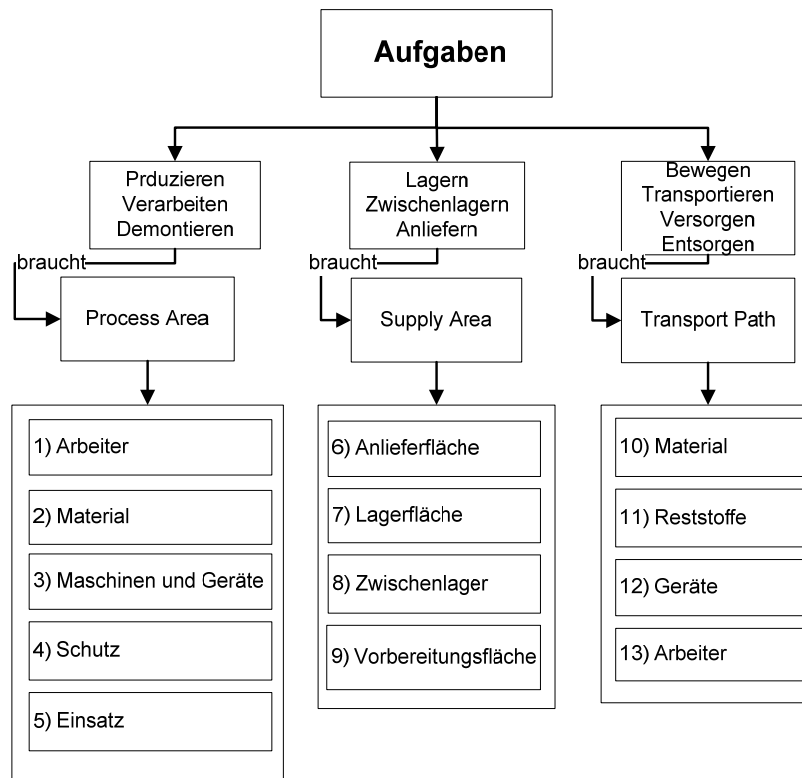 Aufgaben
Prduzieren
Verarbeiten
Demontieren
Lagern
Zwischenlagern
Anliefern
Bewegen
Transportieren
Versorgen
Entsorgen
braucht
braucht
braucht
Process Area
Supply Area
Transport Path
1) Arbeiter
2) Material
3) Maschinen und Geräte
4) Schutz
5) Einsatz
6) Anlieferfläche
7) Lagerfläche
8) Zwischenlager
9) Vorbereitungsfläche
10) Material
11) Reststoffe
12) Geräte
13) Arbeiter